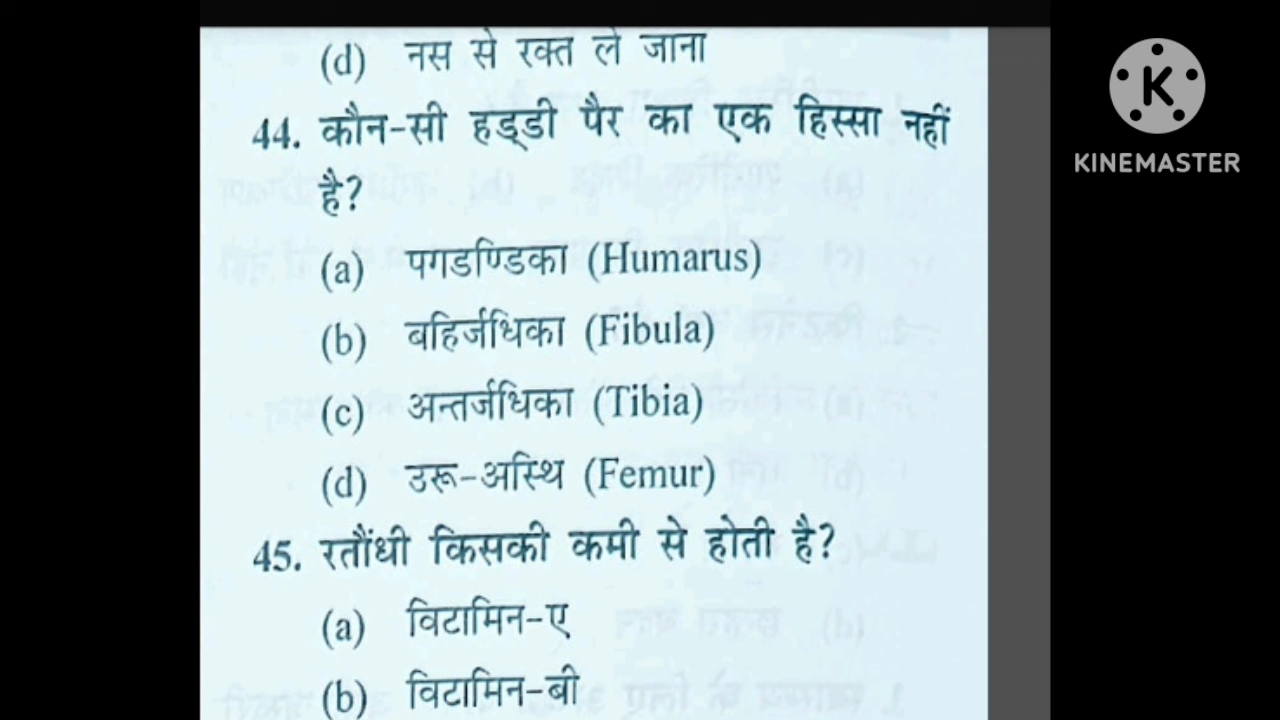 (d) नस से रक्त ले जाना
44. कौन-सी हड्डी पैर का एक हिस्सा नहीं
है?
(a) पगडण्डिका (Humarus)
(b) बहिर्जधिका (Fibula)
(c) अन्तर्जधिका (Tibia)
(d) उरू-अस्थि (Femur)
45. रतौंधी किसकी कमी से होती है?
(a) विटामिन-ए
(b) विटामिन-बी
K
KINEMASTER